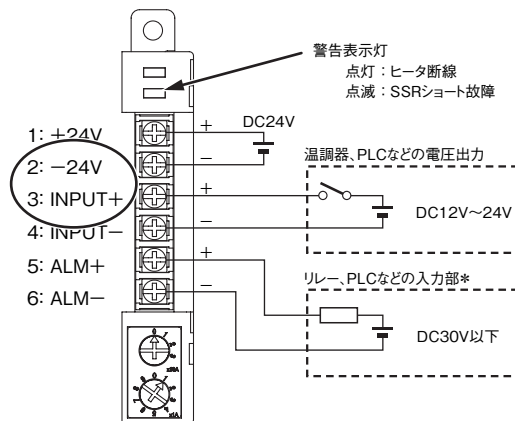 警告表示灯
点灯:ヒータ断線
点滅:SSRショート故障
1: +24V
2: −24V
3: INPUT+
4: INPUT−
5: ALM+
6: ALM−
+
DC24V
−
温調器、PLCなどの電圧出力
+
DC12V~24V
−
+
リレー、PLCなどの入力部*
−
DC30V以下
x10A
x1A